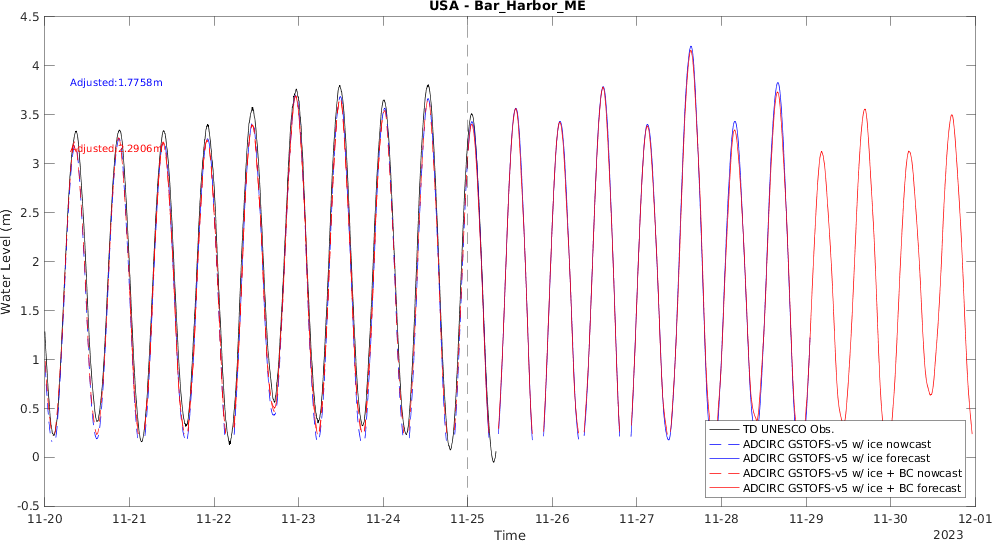 USA - Bar_Harbor_ME
4.5
4
3.5
3
2.5
2
1.5
1
0.5
0
-0.5
Water Level (m)
Adjusted:1.7758m
Adjusted:2.2906m
TD UNESCO Obs.
ADCIRC GSTOFS-v5 w/ ice nowcast
ADCIRC GSTOFS-v5 w/ ice forecast
ADCIRC GSTOFS-v5 w/ ice + BC nowcast
ADCIRC GSTOFS-v5 w/ ice + BC forecast
11-20 11-21 11-22 11-23 11-24 11-25 11-26 11-27 11-28 11-29 11-30 12-01
Time
2023